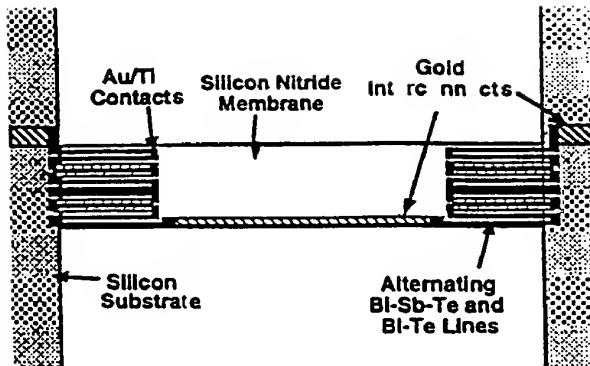 Au/Ti
Contacts
Silicon Nitride
Membrane
Gold
Int rc nn cts
Silicon
Substrate
Alternating
Bi-Sb-Te and
Bi-Te Lines